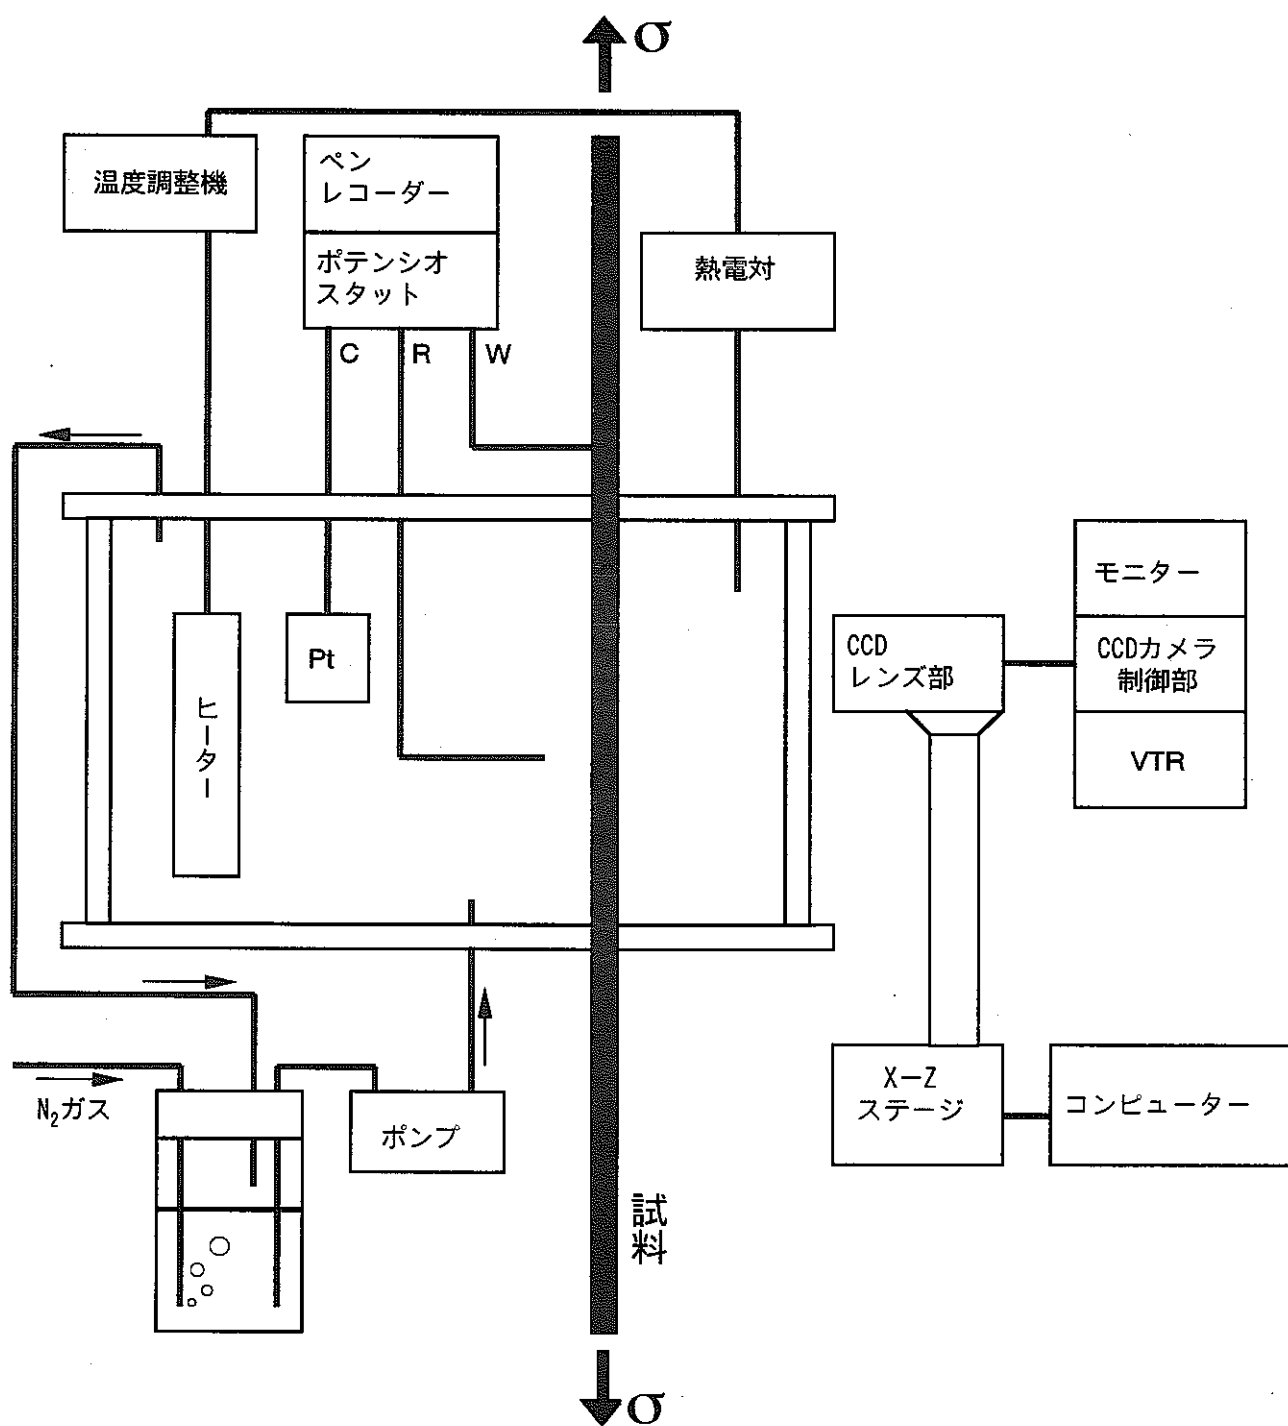 σ
温度調整機
ペン
レコーダー
ポテンシオ
スタット
熱電対
C
R
W
Pt
ヒーター
モニター
CCD
レンズ部
CCDカメラ
制御部
VTR
N₂ガス
ポンプ
X−Z
ステージ
コンピューター
試料
σ